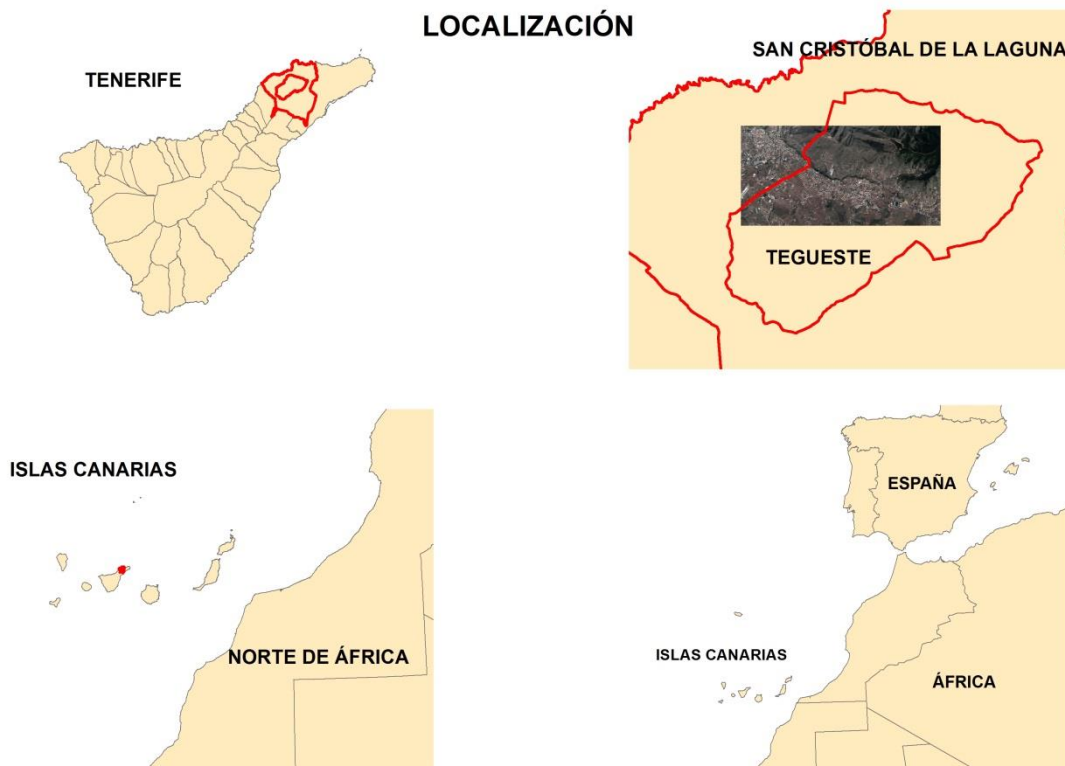 LOCALIZACIÓN
TENERIFE
SAN CRISTÓBAL DE LA LAGUNA
TEGUESTE
ISLAS CANARIAS
NORTE DE ÁFRICA
ESPAÑA
ISLAS CANARIAS
ÁFRICA